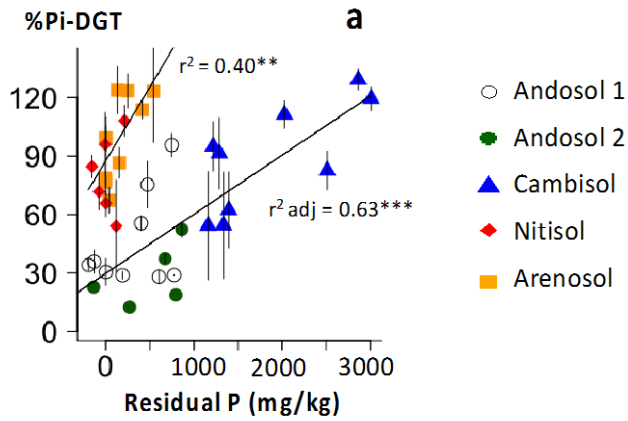 %Pi-DGT
a
r² = 0.40**
120
90
60
30
0
r² adj = 0.63***
0 1000 2000 3000
Residual P (mg/kg)
Andosol 1
Andosol 2
Cambisol
Nitisol
Arenosol